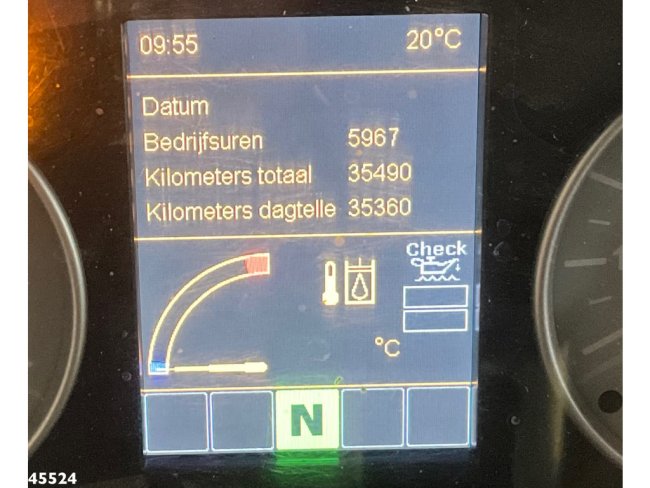 09:55 20°C
Datum
Bedrijfsuren 5967
Kilometers totaal 35490
Kilometers dagtelle 35360
Check
°C
N
45524